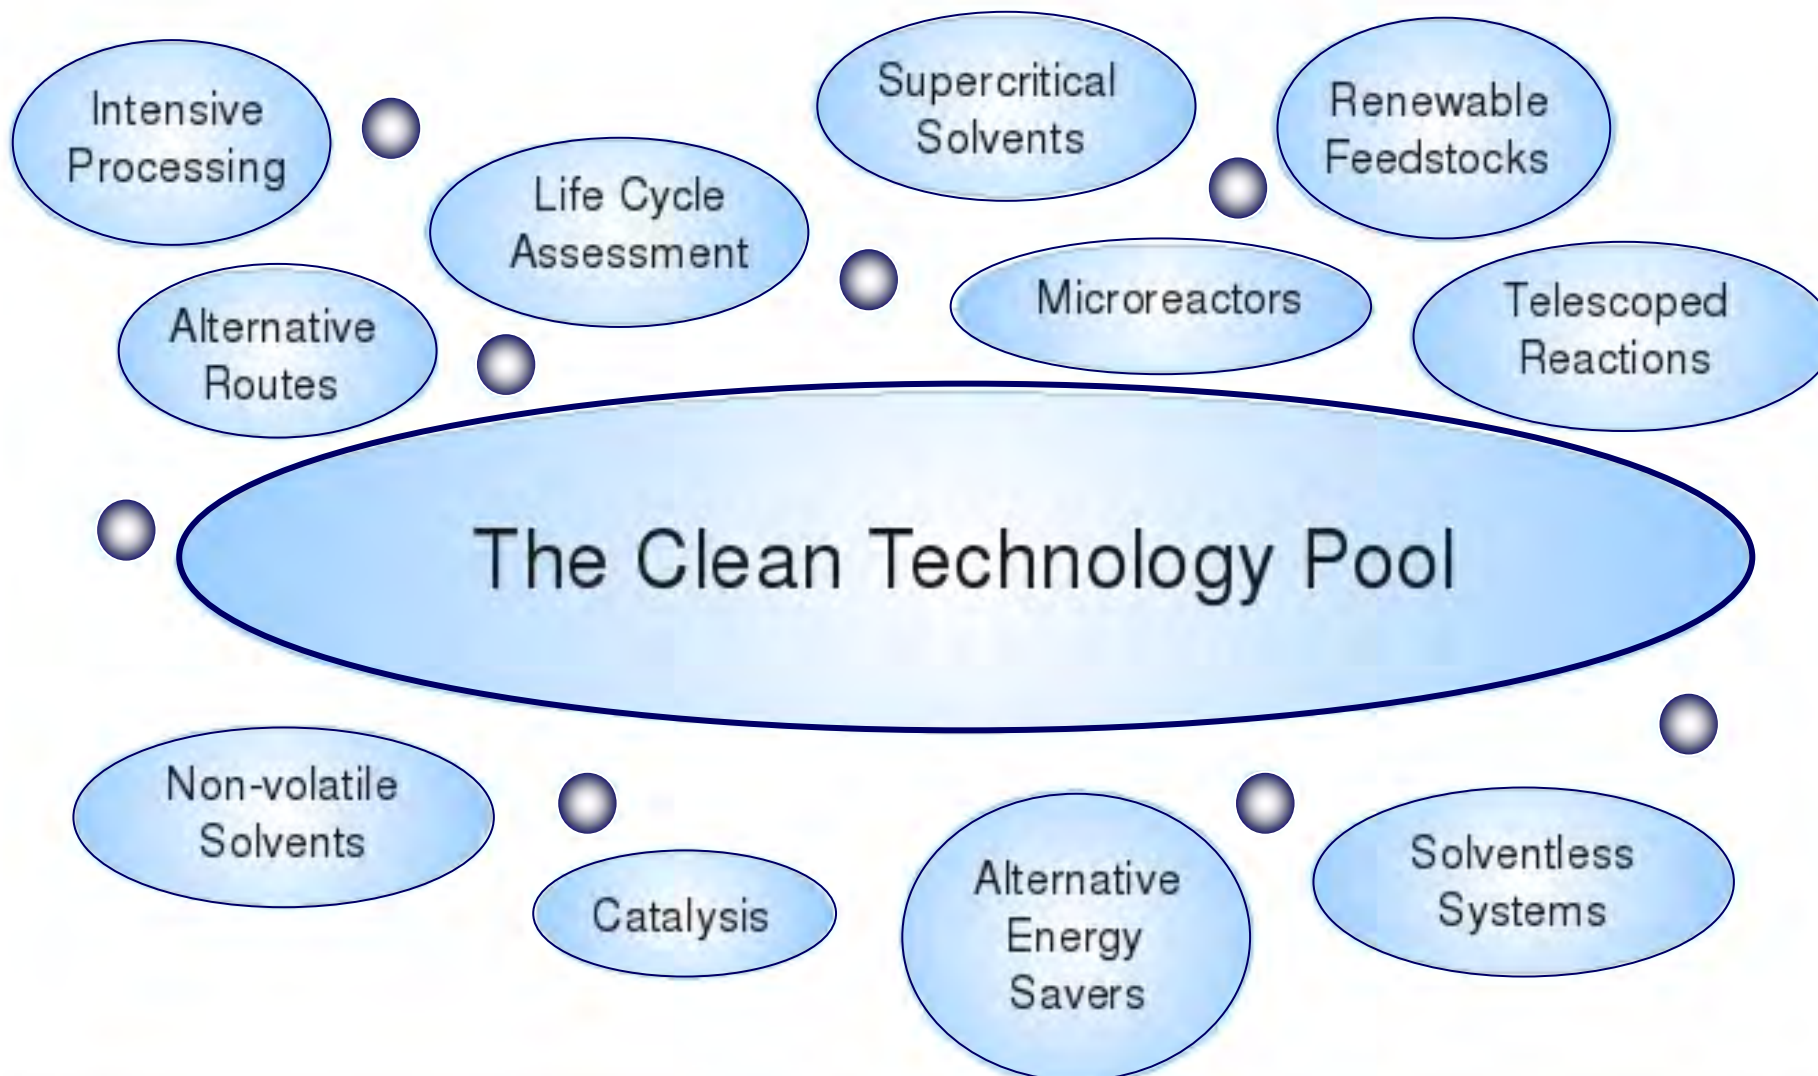 Intensive
Processing
Life Cycle
Assessment
Supercritical
Solvents
Renewable
Feedstocks
Alternative
Routes
Microreactors
Telescoped
Reactions
The Clean Technology Pool
Non-volatile
Solvents
Catalysis
Alternative
Energy
Savers
Solventless
Systems